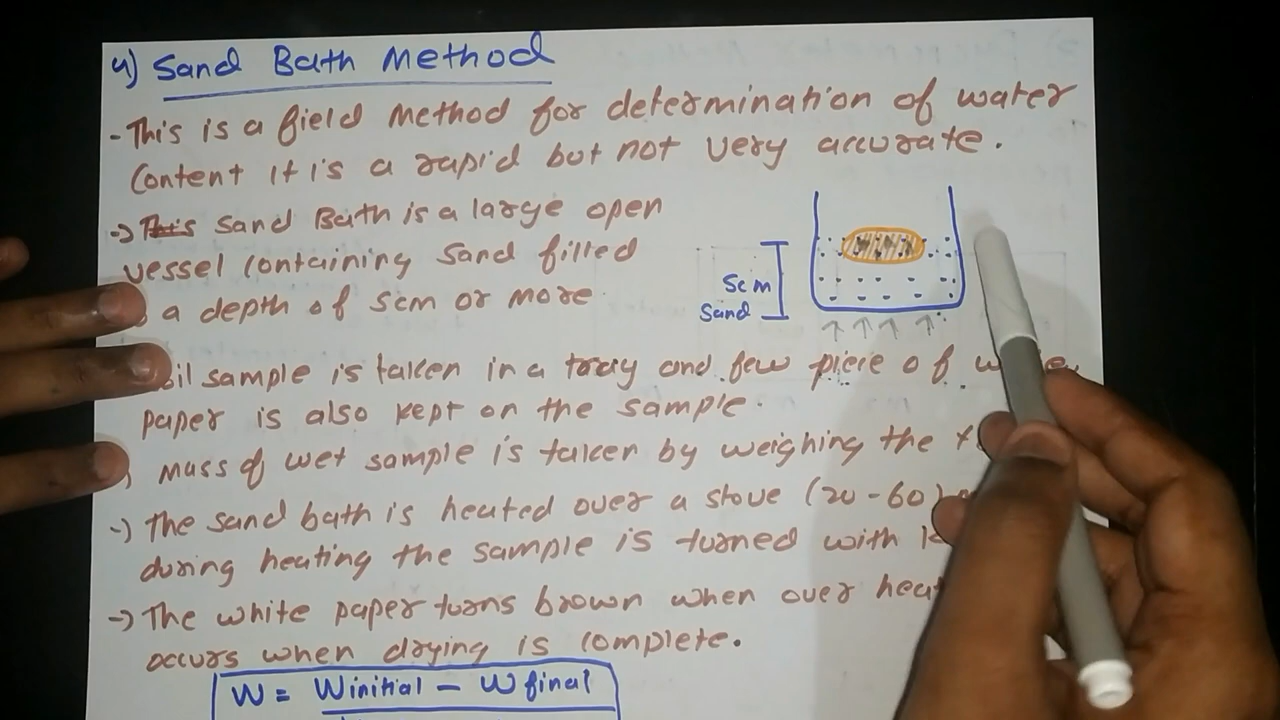 4) Sand Bath Method
- This is a field Method for determination of water
Content it is a rapid but not very accurate.
-> This Sand Bath is a large open
vessel containing Sand filled
a depth of 5cm or more
5cm
Sand
sample is taken in a tray and few piece of
paper is also kept on the sample.
Mass of wet sample is taken by weighing the
-) The sand bath is heated over a stove (20-60)
during heating the sample is turned with
-> The white paper turns brown when over
occurs when drying is complete.
W = Winitial - W final